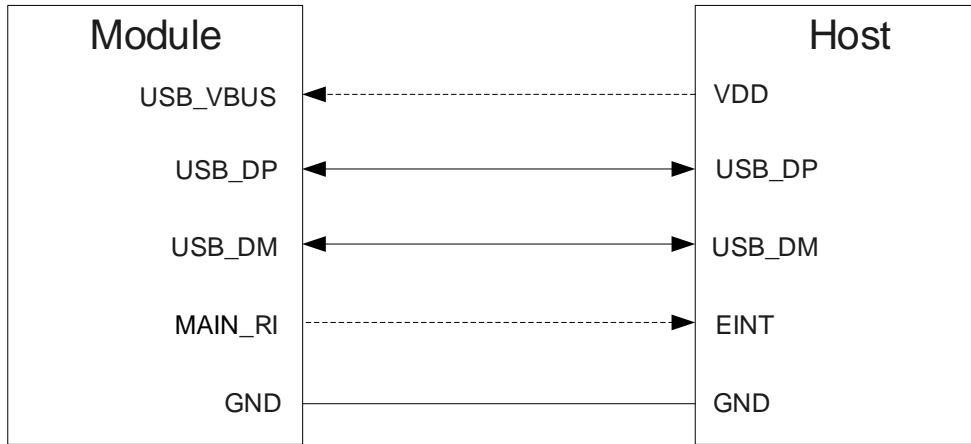 Module Host
USB_VBUS VDD
USB_DP USB_DP
USB_DM USB_DM
MAIN_RI EINT
GND GND